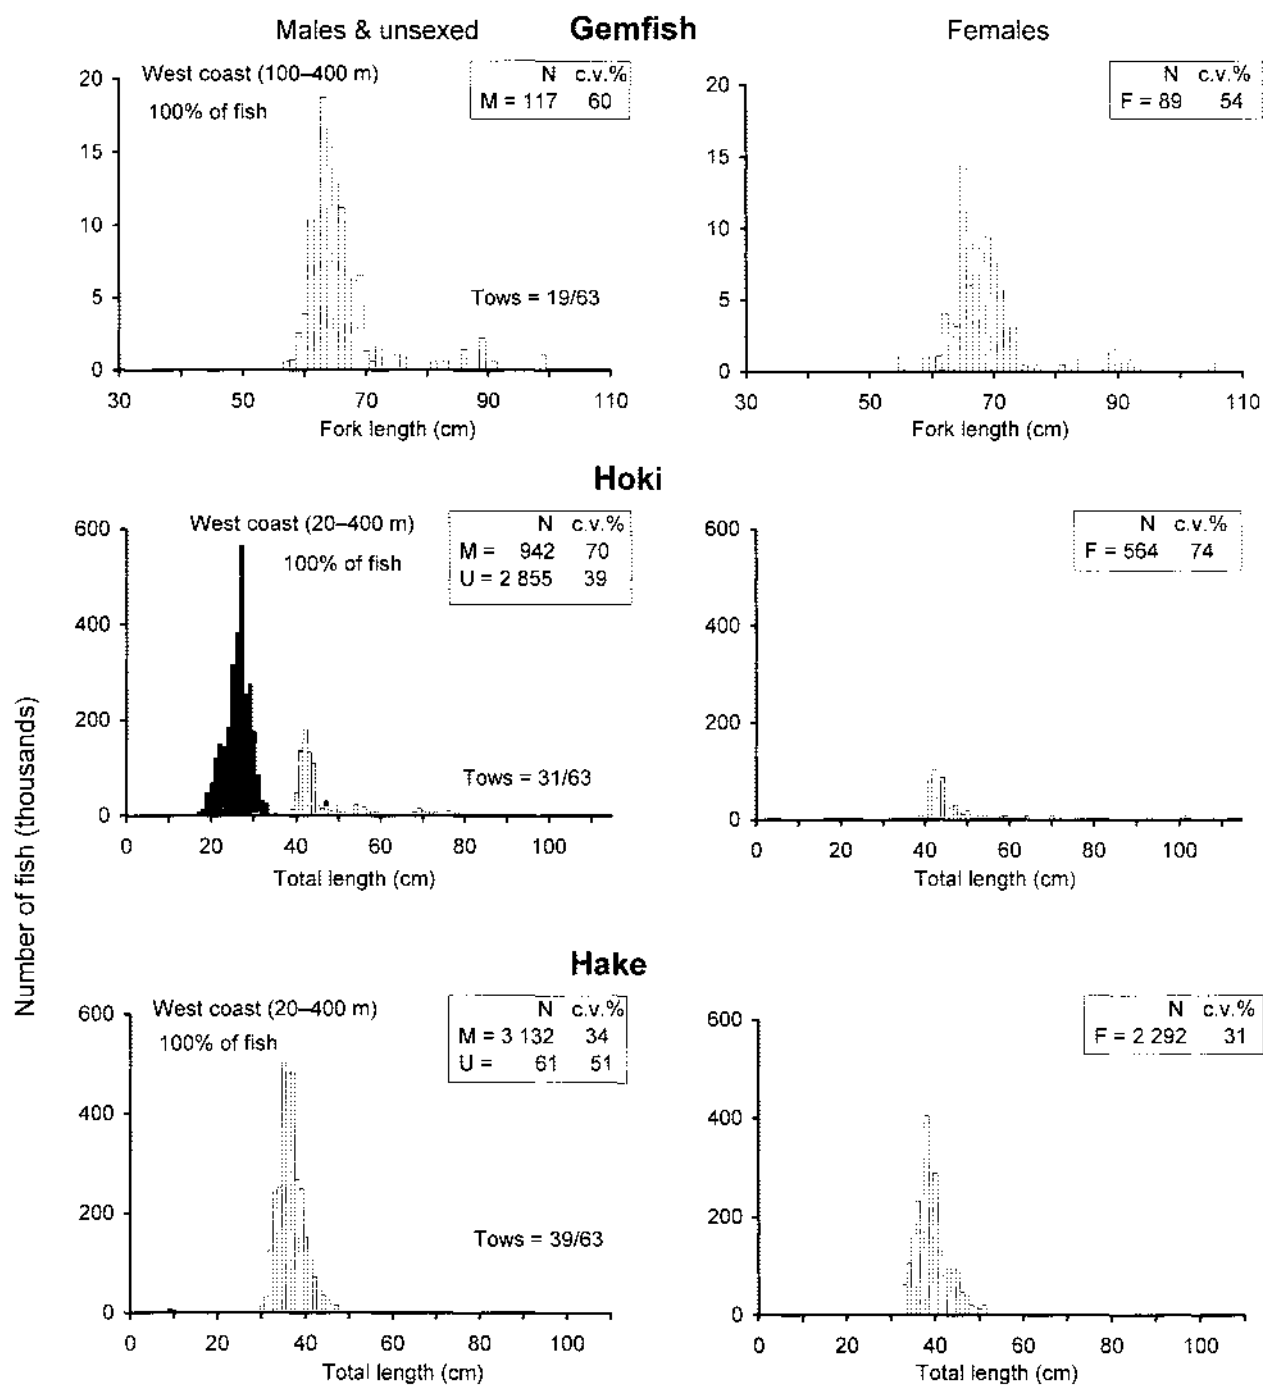 Males & unsexed Gemfish Females
West coast (100–400 m)
100% of fish
N c.v.%
M = 117 60
N c.v.%
F = 89 54
20
15
10
5
0
Tows = 19/63
30 50 70 90 110
Fork length (cm)
20
15
10
5
0
30 50 70 90 110
Fork length (cm)
Hoki
West coast (20–400 m)
100% of fish
N c.v.%
M = 942 70
U = 2 855 39
N c.v.%
F = 564 74
600
400
200
0
Tows = 31/63
0 20 40 60 80 100
Total length (cm)
600
400
200
0
0 20 40 60 80 100
Total length (cm)
Number of fish (thousands)
Hake
West coast (20–400 m)
100% of fish
N c.v.%
M = 3 132 34
U = 61 51
N c.v.%
F = 2 292 31
600
400
200
0
Tows = 39/63
0 20 40 60 80 100
Total length (cm)
600
400
200
0
0 20 40 60 80 100
Total length (cm)